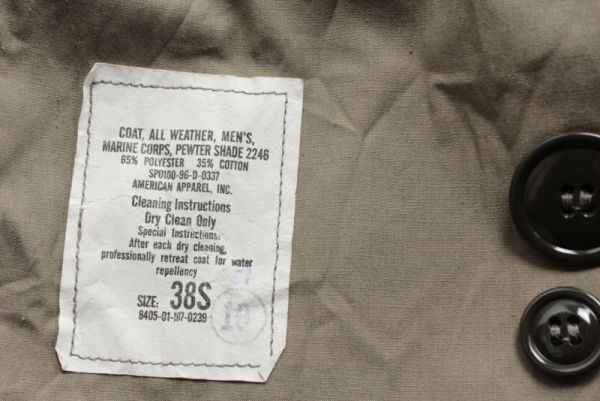 COAT, ALL WEATHER, MEN'S,
MARINE CORPS, PEWTER SHADE 2246
65% POLYESTER 35% COTTON
SPO100-96-D-0337
AMERICAN APPAREL, INC.
Cleaning Instructions
Dry Clean Only
Special Instructions:
After each dry cleaning,
professionally retreat coat for water
repellency
SIZE: 38S
8405-01-107-0239